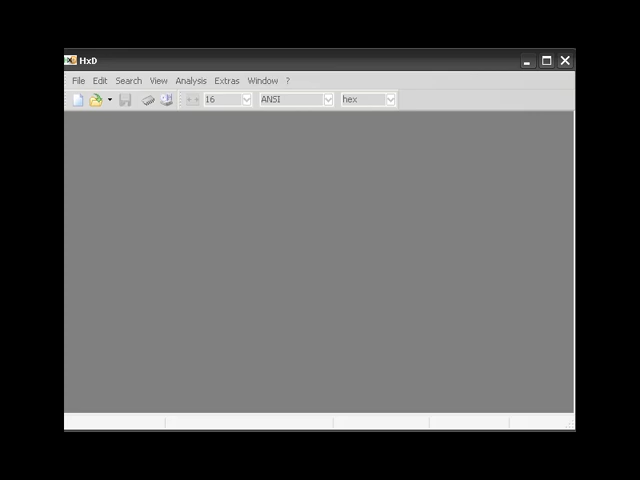 HxD
File Edit Search View Analysis Extras Window ?
16 ANSI hex